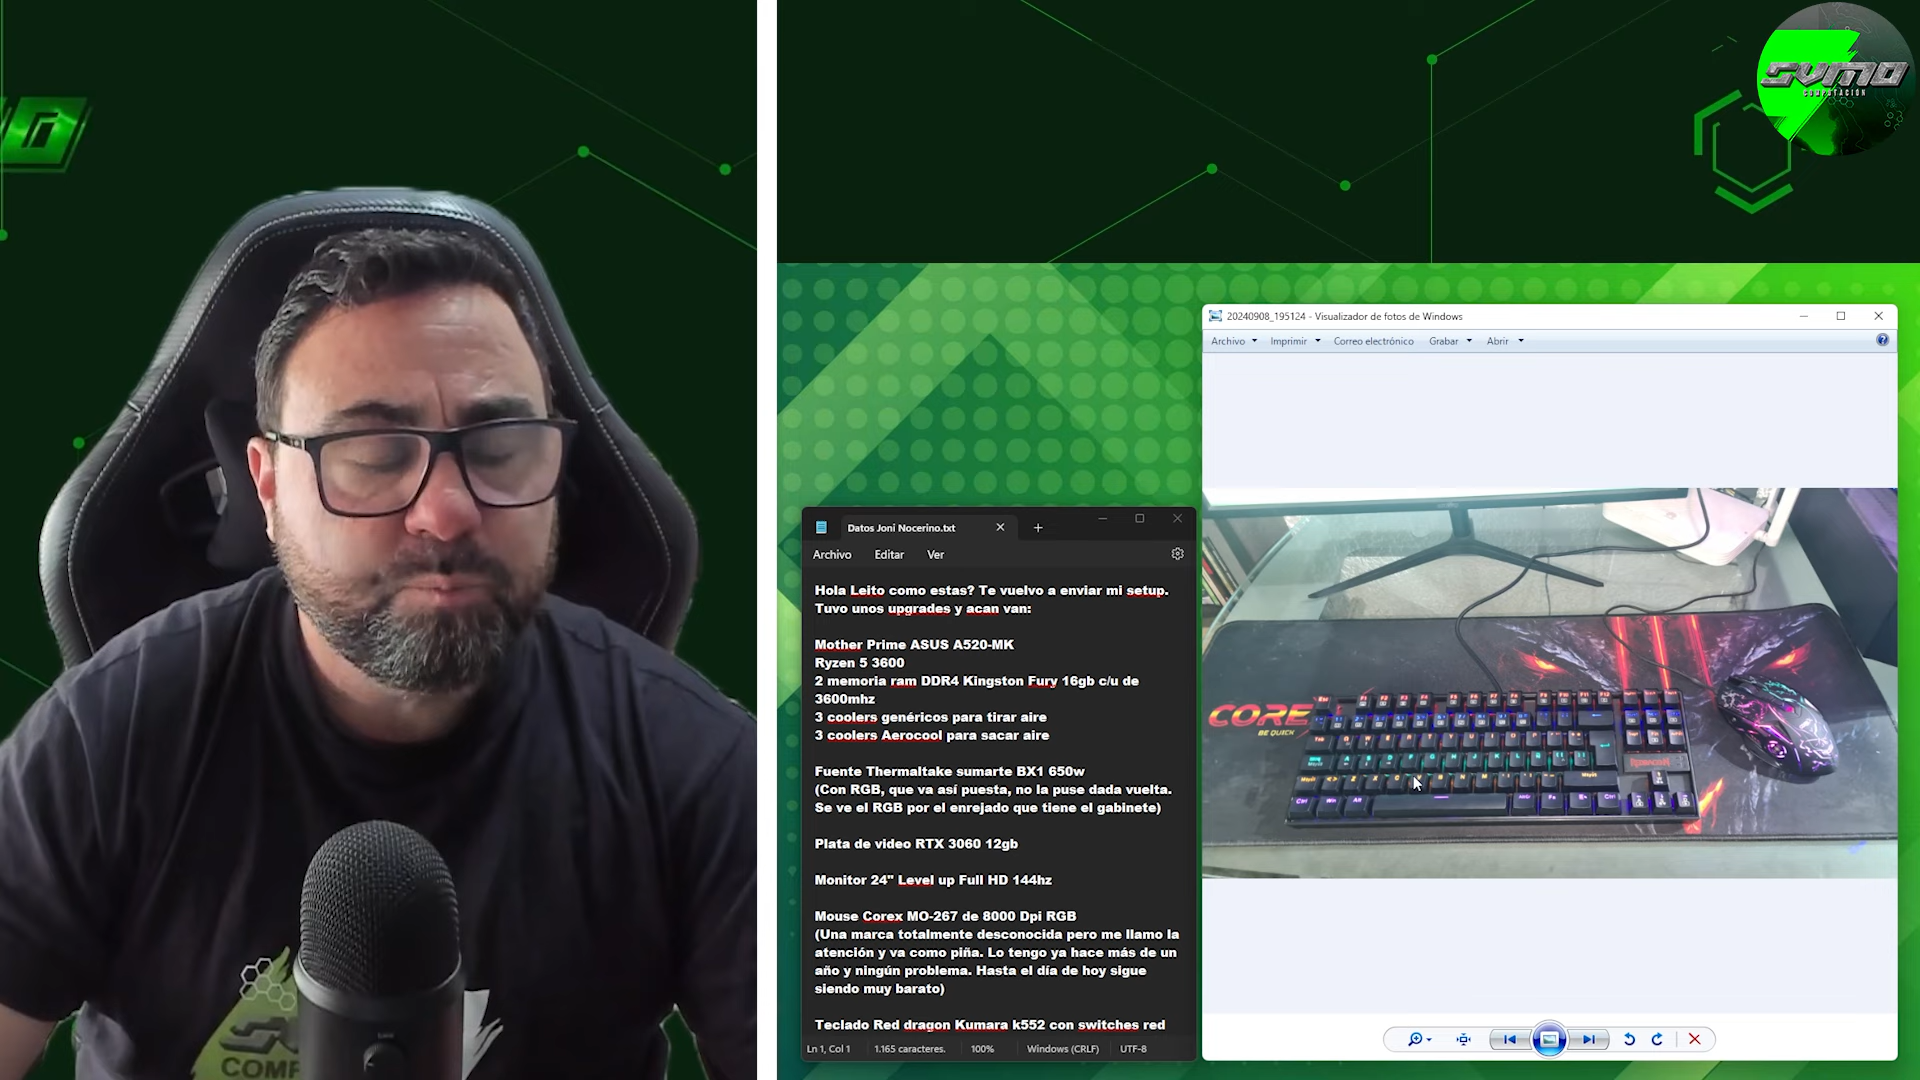 SVMO
COMPUTACIÓN
20240908_195124 - Visualizador de fotos de Windows
Archivo Imprimir Correo electrónico Grabar Abrir
CORE
BE QUICK
Datos Joni Nocerino.txt
Archivo Editar Ver
Hola Leito como estas? Te vuelvo a enviar mi setup.
Tuvo unos upgrades y acan van:
Mother Prime ASUS A520-MK
Ryzen 5 3600
2 memoria ram DDR4 Kingston Fury 16gb c/u de
3600mhz
3 coolers genéricos para tirar aire
3 coolers Aerocool para sacar aire
Fuente Thermaltake sumarte BX1 650w
(Con RGB, que va así puesta, no la puse dada vuelta.
Se ve el RGB por el enrejado que tiene el gabinete)
Plata de video RTX 3060 12gb
Monitor 24" Level up Full HD 144hz
Mouse Corex MO-267 de 8000 Dpi RGB
(Una marca totalmente desconocida pero me llamo la
atención y va como piña. Lo tengo ya hace más de un
año y ningún problema. Hasta el día de hoy sigue
siendo muy barato)
Teclado Red dragon Kumara k552 con switches red
Ln 1, Col 1 1.165 caracteres. 100% Windows (CRLF) UTF-8